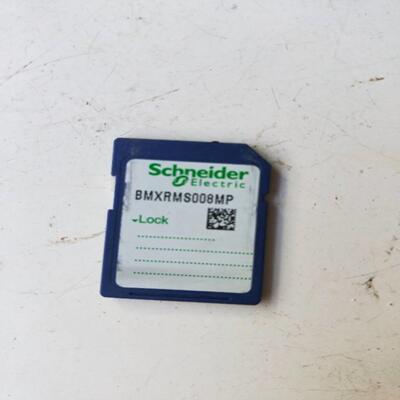 Schneider
Electric
BMXRMS008MP
Lock